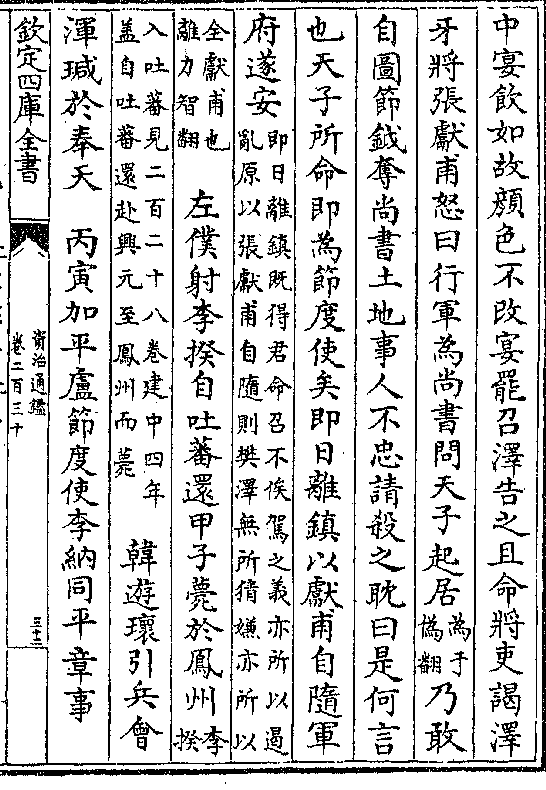 中宴飲如故顔色不改宴罷召澤告之且命將吏謁澤
牙將張獻甫怒曰行軍為尚書問天子起居為于偽翻乃敢
自圖節鉞奪尚書土地事人不忠請殺之耽曰是何言
也天子所命即為節度使矣即日離鎮以獻甫自隨軍
府遂安即日離鎮既得君命召不俟駕之義亦所以遏
亂原以張獻甫自隨則樊澤無所猜嫌亦所以
全獻甫也
離力智翻　左僕射李揆自吐蕃還甲子薨於鳳州李揆
入吐蕃見二百二十八卷建中四年
盖自吐蕃還赴興元至鳳州而薨　韓遊瓌引兵會
渾瑊於奉天　丙寅加平盧節度使李納同平章事
欽定四庫全書
資治通鑑
卷二百三十
三十二